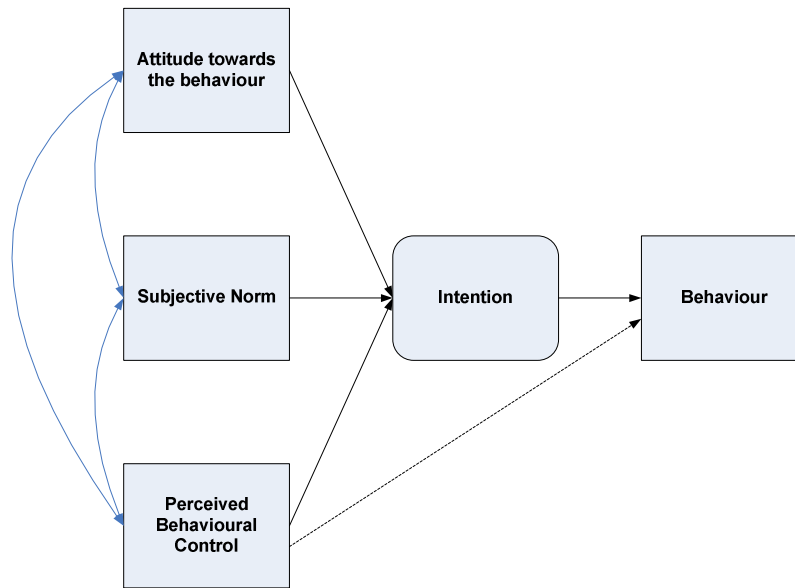 Attitude towards
the behaviour
Subjective Norm
Intention
Behaviour
Perceived
Behavioural
Control